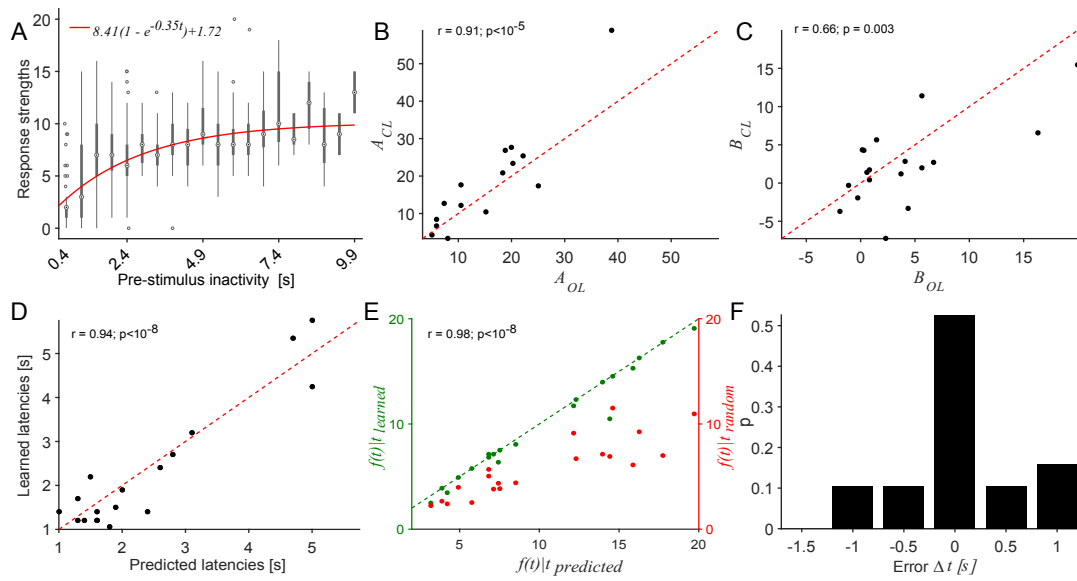 A
20
15
10
5
0
Response strengths
8.41(1 - e^-0.35t)+1.72
0.4
2.4
4.9
7.4
9.9
Pre-stimulus inactivity [s]
B
r = 0.91; p<10^-5
50
40
30
20
10
A_CL
10
20
30
40
50
A_OL
C
r = 0.66; p = 0.003
15
10
5
0
-5
B_CL
-5
0
5
10
15
B_OL
D
r = 0.94; p<10^-8
5
4
3
2
1
Learned latencies [s]
1
2
3
4
5
Predicted latencies [s]
E
r = 0.98; p<10^-8
20
10
0
f(t)|t learned
20
10
0
f(t)|t random
5
10
15
20
f(t)|t predicted
F
0.5
0.4
0.3
0.2
0.1
0
p
-1.5
-1
-0.5
0
0.5
1
Error Δt [s]